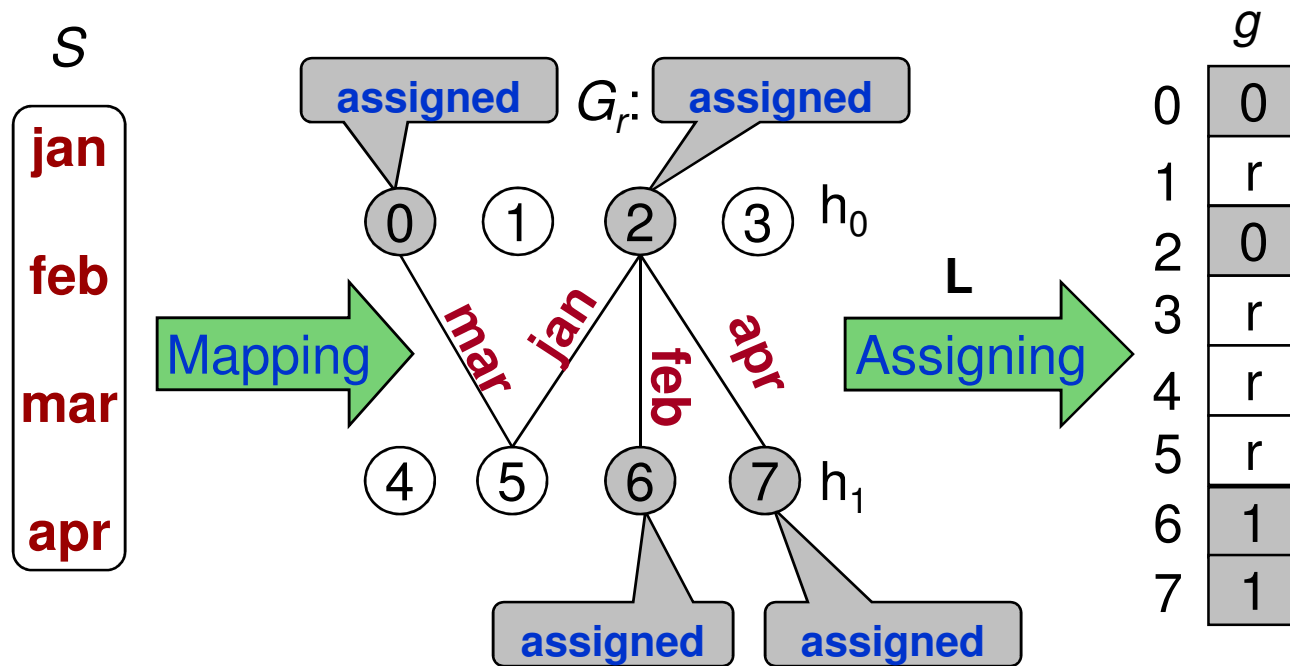 S
jan
feb
mar
apr
Mapping
assigned
Gr:
assigned
0
1
2
3
h0
mar
jan
feb
apr
4
5
6
7
h1
assigned
assigned
L
Assigning
g
0 0
1 r
2 0
3 r
4 r
5 r
6 1
7 1